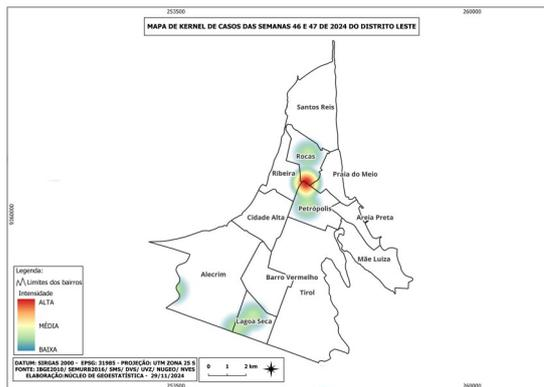 253500
260000
MAPA DE KERNEL DE CASOS DAS SEMANAS 46 E 47 DE 2024 DO DISTRITO LESTE
Santos Reis
Rocas
Ribeira
Praia do Meio
Petrópolis
9360000
Cidade Alta
Areia Preta
Mãe Luiza
Alecrim
Barro Vermelho
Tirol
Lagoa Seca
Legenda:
Limites dos bairros
Intensidade
ALTA
MÉDIA
BAIXA
DATUM: SIRGAS 2000 - EPSG: 31985 - PROJEÇÃO: UTM ZONA 25 S
FONTE: IBGE2010/ SEMURB2016/ SMS/ DVS/ UVZ/ NUGEO/ NVES
ELABORAÇÃO:NÚCLEO DE GEOESTATÍSTICA - 29/11/2024
0 1 2 km
253500
260000